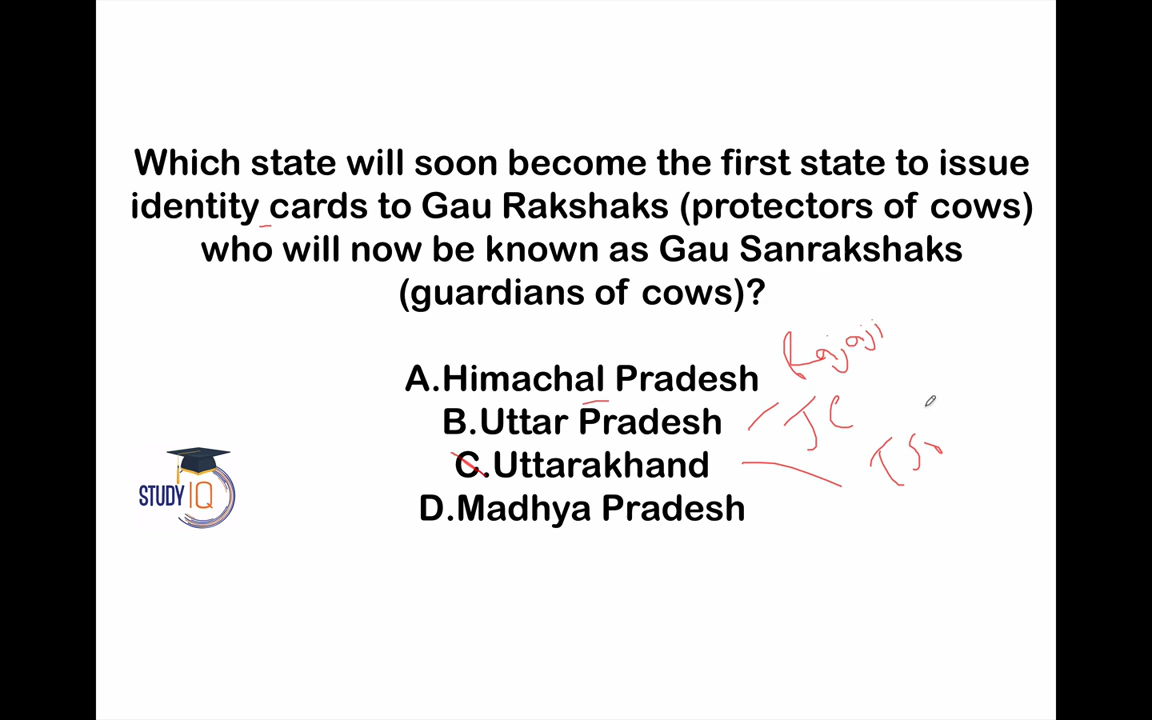 Which state will soon become the first state to issue
identity cards to Gau Rakshaks (protectors of cows)
who will now be known as Gau Sanrakshaks
(guardians of cows)?
Rajaji
A.Himachal Pradesh
B.Uttar Pradesh
JC
C.Uttarakhand
D.Madhya Pradesh
STUDY IQ